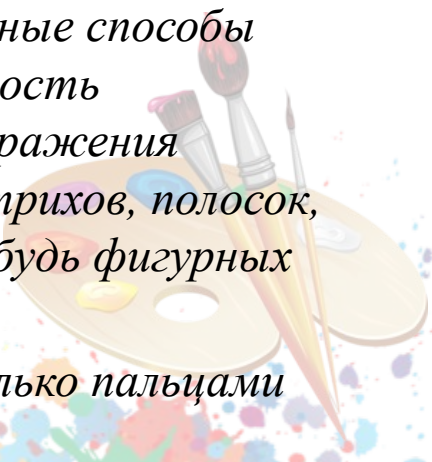 ные способы
ость
ражения
трихов, полосок,
будь фигурных
лько пальцами